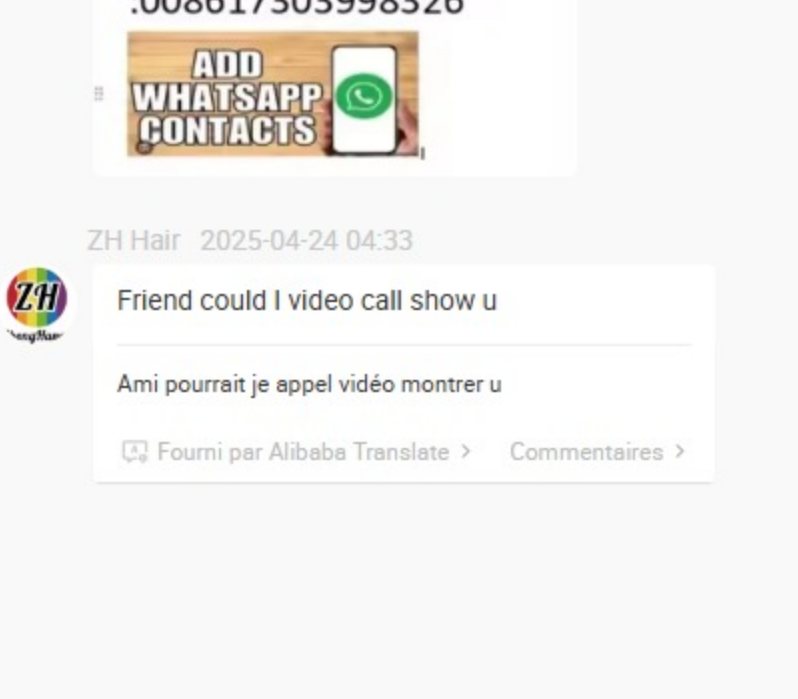 :008617303998326
ADD
WHATSAPP
CONTACTS
ZH Hair 2025-04-24 04:33
ZH
Friend could I video call show u
Ami pourrait je appel vidéo montrer u
Fourni par Alibaba Translate > Commentaires >